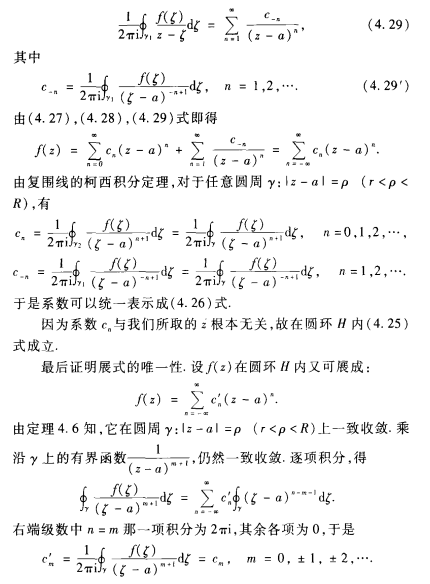 $$\frac{1}{2\pi i}\oint_{\gamma_1}\frac{f(\zeta)}{z-\zeta}d\zeta = \sum_{n=1}^{\infty}\frac{c_{-n}}{(z-a)^n}, \quad (4.29)$$
其中
$$c_{-n} = \frac{1}{2\pi i}\oint_{\gamma_1}\frac{f(\zeta)}{(\zeta-a)^{-n+1}}d\zeta, \quad n=1,2,\cdots. \quad (4.29')$$
由(4.27),(4.28),(4.29)式即得
$$f(z) = \sum_{n=0}^{\infty}c_n(z-a)^n + \sum_{n=1}^{\infty}\frac{c_{-n}}{(z-a)^n} = \sum_{n=-\infty}^{\infty}c_n(z-a)^n.$$
由复围线的柯西积分定理,对于任意圆周 γ:|z-a|=ρ (r<ρ<
R),有
$$c_n = \frac{1}{2\pi i}\oint_{\gamma_2}\frac{f(\zeta)}{(\zeta-a)^{n+1}}d\zeta = \frac{1}{2\pi i}\oint_{\gamma}\frac{f(\zeta)}{(\zeta-a)^{n+1}}d\zeta, \quad n=0,1,2,\cdots,$$
$$c_{-n} = \frac{1}{2\pi i}\oint_{\gamma_1}\frac{f(\zeta)}{(\zeta-a)^{-n+1}}d\zeta = \frac{1}{2\pi i}\oint_{\gamma}\frac{f(\zeta)}{(\zeta-a)^{-n+1}}d\zeta, \quad n=1,2,\cdots.$$
于是系数可以统一表示成(4.26)式.
因为系数 $c_n$ 与我们所取的 z 根本无关,故在圆环 H 内(4.25)
式成立.
最后证明展式的唯一性. 设 f(z) 在圆环 H 内又可展成:
$$f(z) = \sum_{n=-\infty}^{\infty}c'_n(z-a)^n.$$
由定理 4.6 知,它在圆周 γ:|z-a|=ρ (r<ρ<R)上一致收敛. 乘
沿 γ 上的有界函数$\frac{1}{(z-a)^{m+1}}$,仍然一致收敛. 逐项积分,得
$$\oint_{\gamma}\frac{f(\zeta)}{(\zeta-a)^{m+1}}d\zeta = \sum_{n=-\infty}^{\infty}c'_n\oint_{\gamma}(\zeta-a)^{n-m-1}d\zeta.$$
右端级数中 n=m 那一项积分为 2πi,其余各项为 0,于是
$$c'_m = \frac{1}{2\pi i}\oint_{\gamma}\frac{f(\zeta)}{(\zeta-a)^{m+1}}d\zeta = c_m, \quad m=0,\pm1,\pm2,\cdots.$$